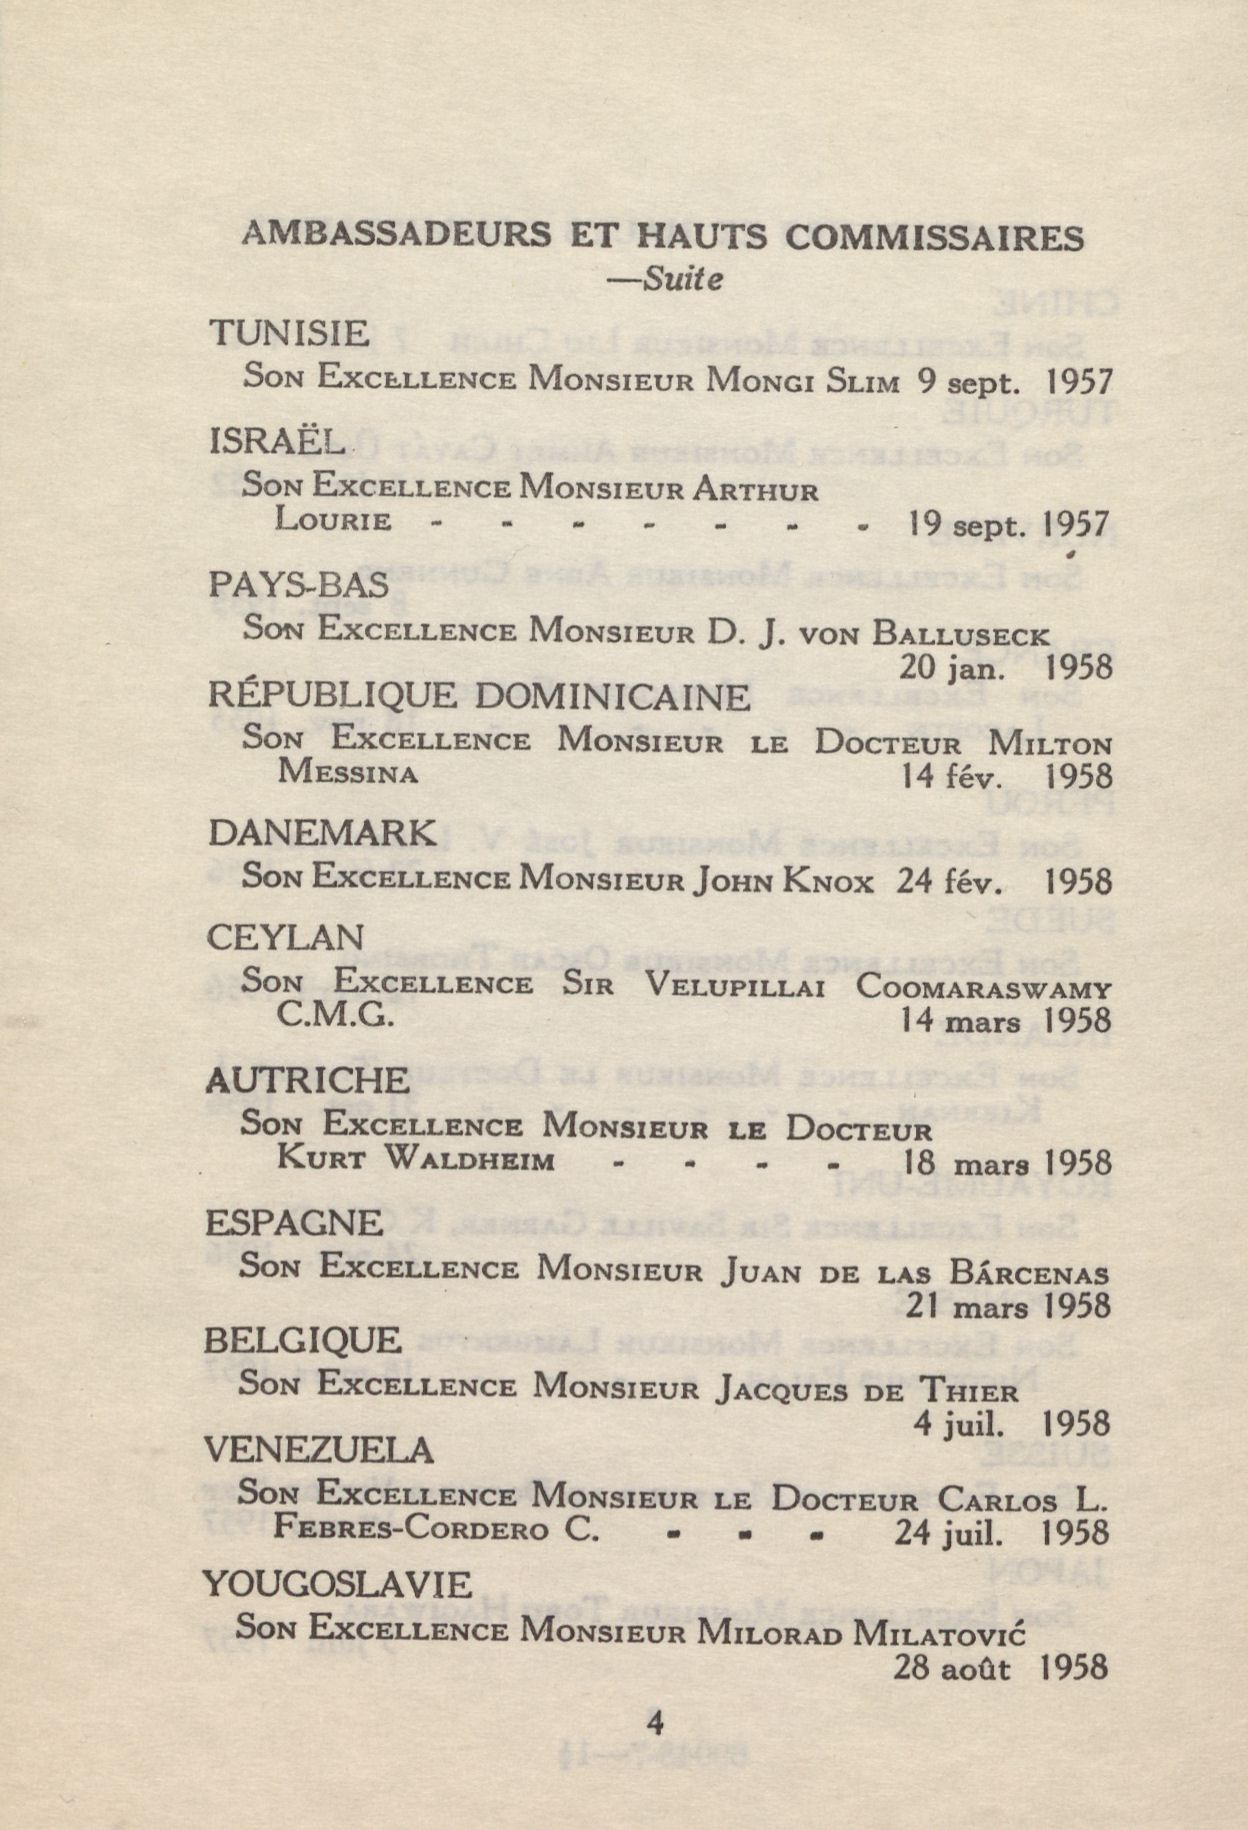 AMBASSADEURS ET HAUTS COMMISSAIRES
—Suite
TUNISIE
SON EXCELLENCE MONSIEUR MONGI SLIM 9 sept. 1957
ISRAËL
SON EXCELLENCE MONSIEUR ARTHUR
LOURIE - - - - - - - 19 sept. 1957
PAYS-BAS
SON EXCELLENCE MONSIEUR D. J. VON BALLUSECK
20 jan. 1958
RÉPUBLIQUE DOMINICAINE
SON EXCELLENCE MONSIEUR LE DOCTEUR MILTON
MESSINA 14 fév. 1958
DANEMARK
SON EXCELLENCE MONSIEUR JOHN KNOX 24 fév. 1958
CEYLAN
SON EXCELLENCE SIR VELUPILLAI COOMARASWAMY
C.M.G. 14 mars 1958
AUTRICHE
SON EXCELLENCE MONSIEUR LE DOCTEUR
KURT WALDHEIM - - - - 18 mars 1958
ESPAGNE
SON EXCELLENCE MONSIEUR JUAN DE LAS BÁRCENAS
21 mars 1958
BELGIQUE
SON EXCELLENCE MONSIEUR JACQUES DE THIER
4 juil. 1958
VENEZUELA
SON EXCELLENCE MONSIEUR LE DOCTEUR CARLOS L.
FEBRES-CORDERO C. - - - 24 juil. 1958
YOUGOSLAVIE
SON EXCELLENCE MONSIEUR MILORAD MILATOVIĆ
28 août 1958
4